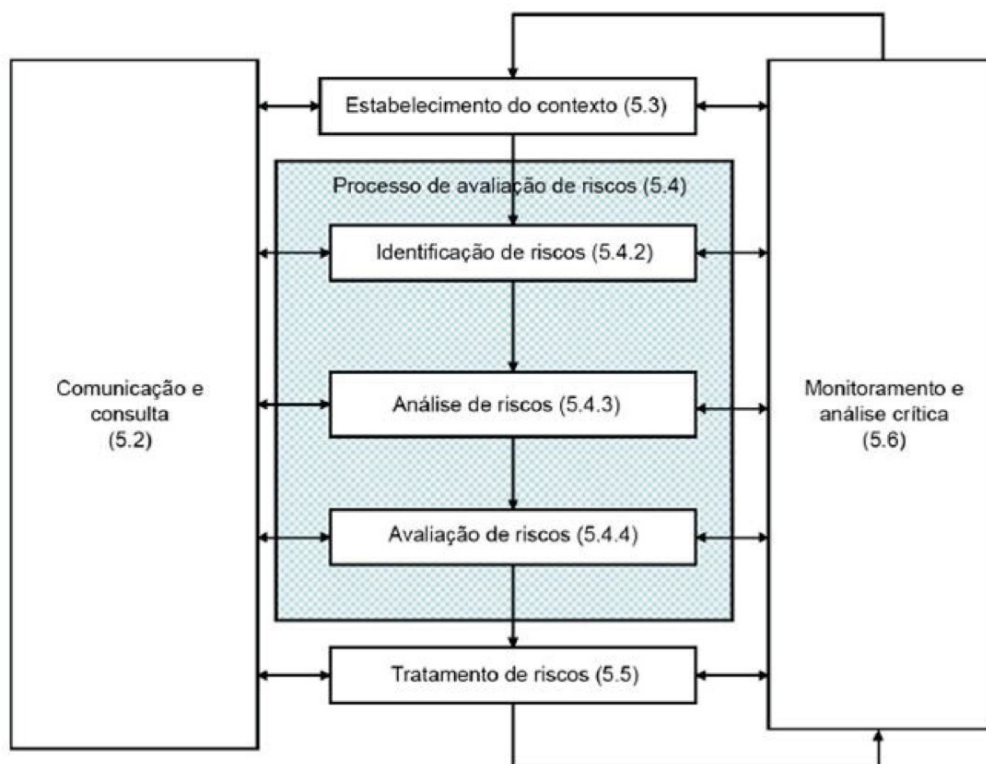 Estabelecimento do contexto (5.3)
Processo de avaliação de riscos (5.4)
Identificação de riscos (5.4.2)
Comunicação e
consulta
(5.2)
Análise de riscos (5.4.3)
Monitoramento e
análise crítica
(5.6)
Avaliação de riscos (5.4.4)
Tratamento de riscos (5.5)